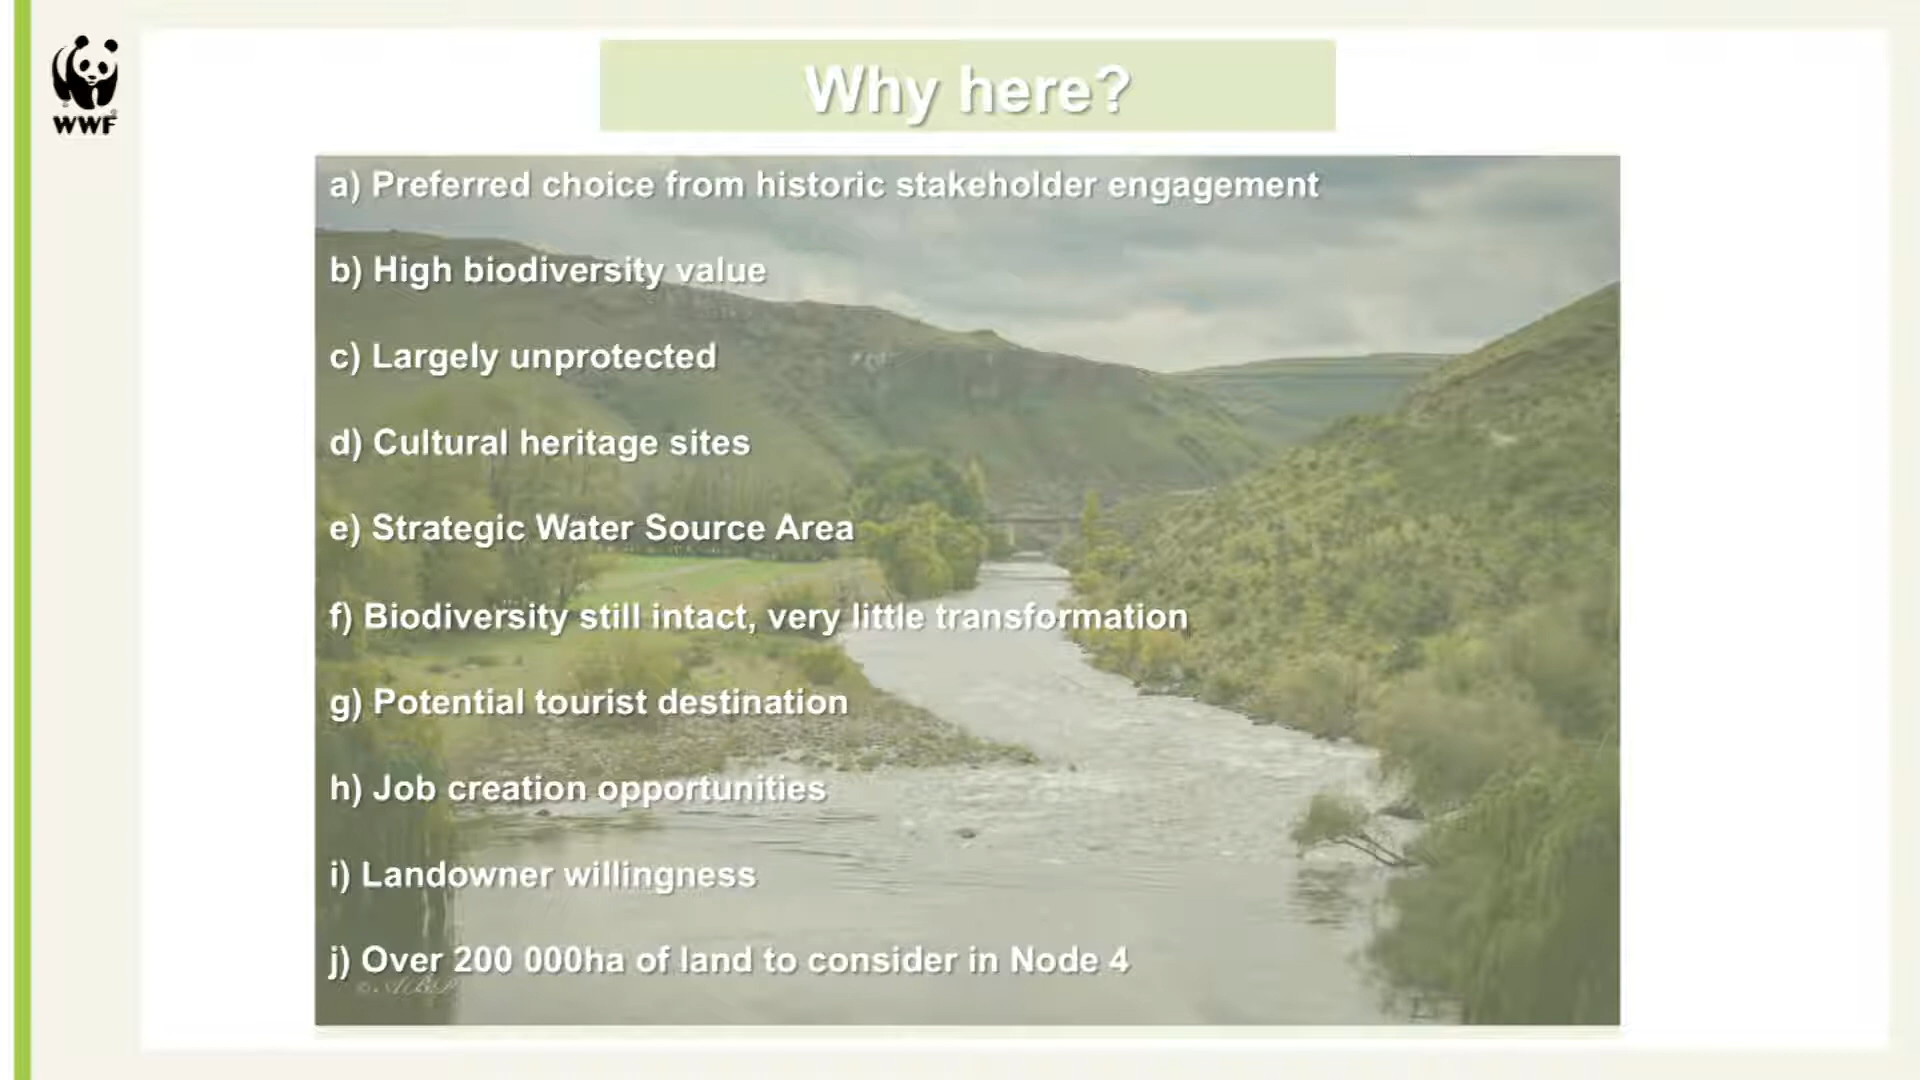 WWF
Why here?
a) Preferred choice from historic stakeholder engagement
b) High biodiversity value
c) Largely unprotected
d) Cultural heritage sites
e) Strategic Water Source Area
f) Biodiversity still intact, very little transformation
g) Potential tourist destination
h) Job creation opportunities
i) Landowner willingness
j) Over 200 000ha of land to consider in Node 4